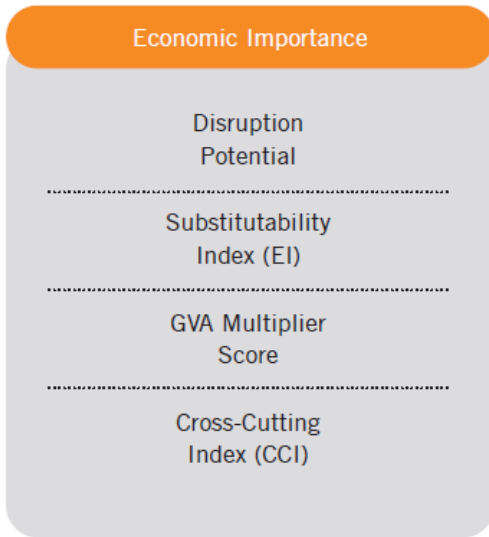 Economic Importance
Disruption
Potential
Substitutability
Index (EI)
GVA Multiplier
Score
Cross-Cutting
Index (CCI)